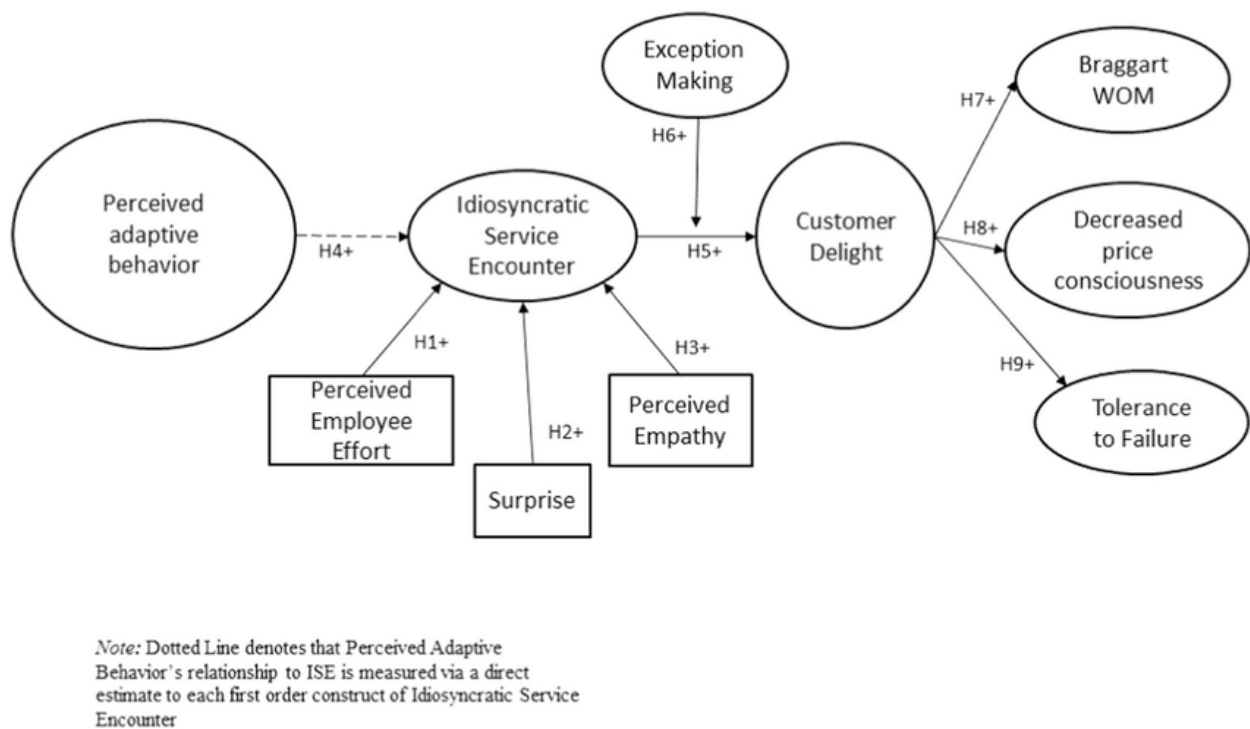 Exception
Making
Braggart
WOM
H7+
H6+
Perceived
adaptive
behavior
H4+
Idiosyncratic
Service
Encounter
H5+
Customer
Delight
H8+
Decreased
price
consciousness
H1+
H2+
H3+
H9+
Perceived
Employee
Effort
Surprise
Perceived
Empathy
Tolerance
to Failure
Note: Dotted Line denotes that Perceived Adaptive
Behavior's relationship to ISE is measured via a direct
estimate to each first order construct of Idiosyncratic Service
Encounter